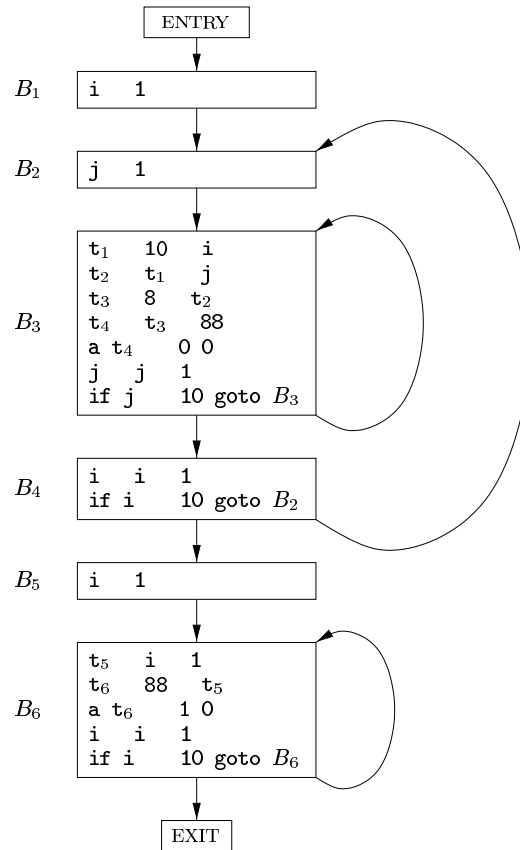 ENTRY
B1
i 1
B2
j 1
B3
t1 10 i
t2 t1 j
t3 8 t2
t4 t3 88
a t4 0 0
j j 1
if j 10 goto B3
B4
i i 1
if i 10 goto B2
B5
i 1
B6
t5 i 1
t6 88 t5
a t6 1 0
i i 1
if i 10 goto B6
EXIT